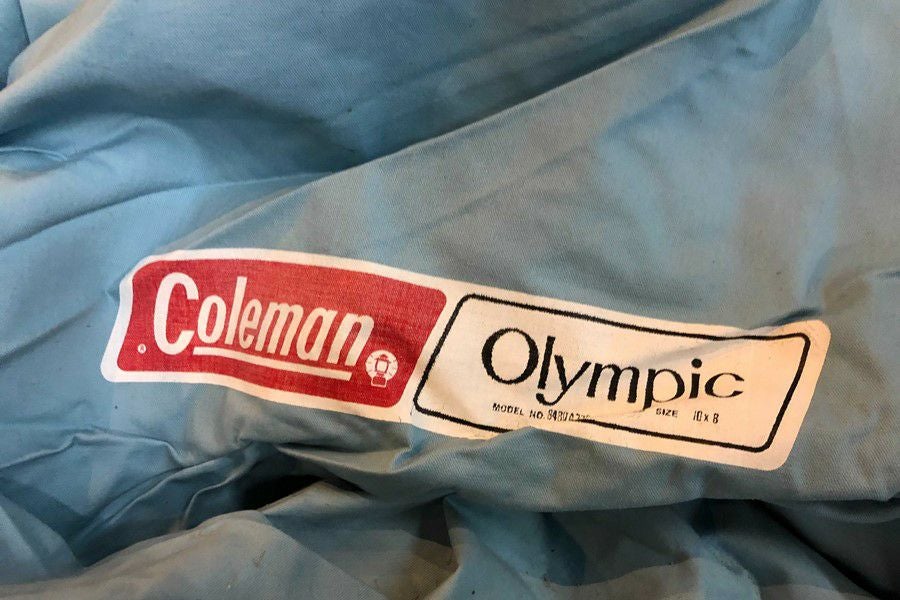 Coleman
®
Olympic
MODEL NO. SIZE 10 x 8